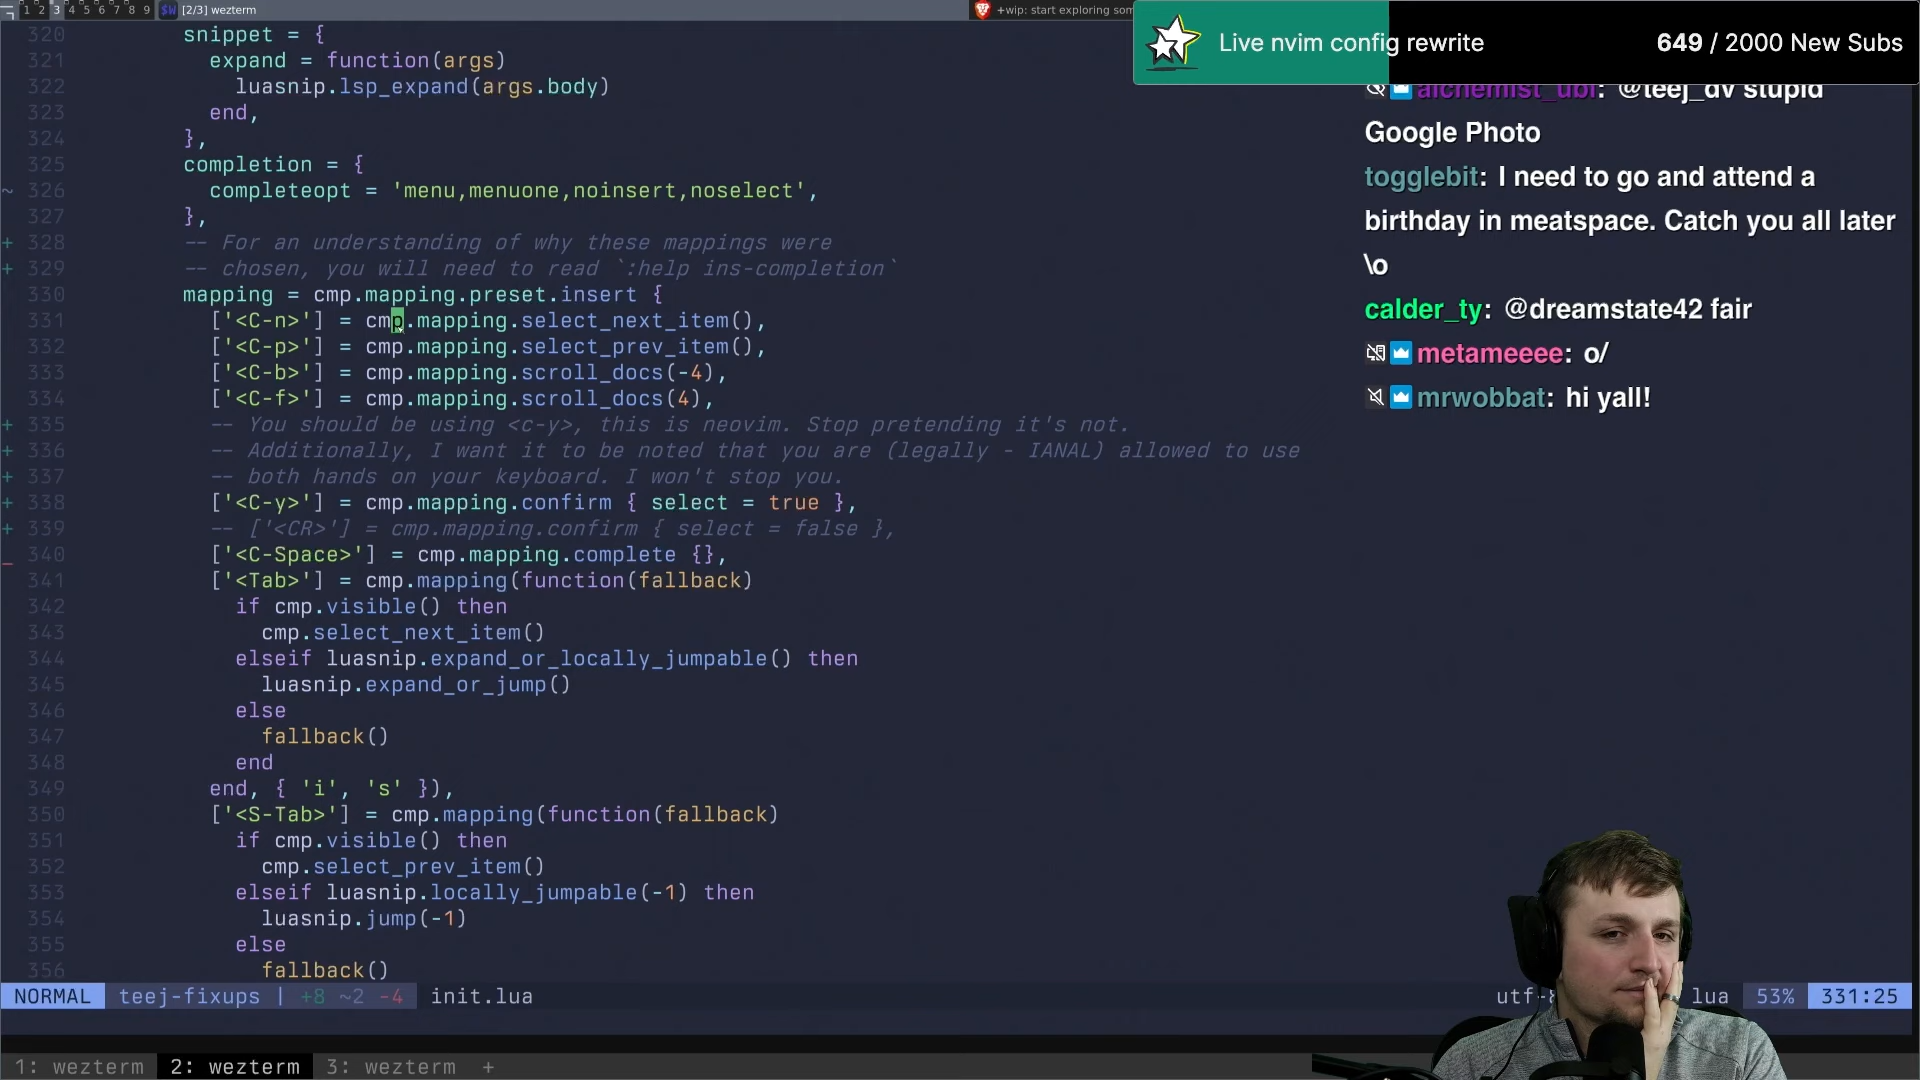 1 2 3 4 5 6 7 8 9 $W [2/3] wezterm
+wip: start exploring som
Live nvim config rewrite 649 / 2000 New Subs
320 snippet = {
321 expand = function(args)
322 luasnip.lsp_expand(args.body)
323 end,
324 },
325 completion = {
~ 326 completeopt = 'menu,menuone,noinsert,noselect',
327 },
+ 328 -- For an understanding of why these mappings were
+ 329 -- chosen, you will need to read `:help ins-completion`
330 mapping = cmp.mapping.preset.insert {
331 ['<C-n>'] = cmp.mapping.select_next_item(),
332 ['<C-p>'] = cmp.mapping.select_prev_item(),
333 ['<C-b>'] = cmp.mapping.scroll_docs(-4),
334 ['<C-f>'] = cmp.mapping.scroll_docs(4),
+ 335 -- You should be using <c-y>, this is neovim. Stop pretending it's not.
+ 336 -- Additionally, I want it to be noted that you are (legally - IANAL) allowed to use
+ 337 -- both hands on your keyboard. I won't stop you.
+ 338 ['<C-y>'] = cmp.mapping.confirm { select = true },
+ 339 -- ['<CR>'] = cmp.mapping.confirm { select = false },
340 ['<C-Space>'] = cmp.mapping.complete {},
341 ['<Tab>'] = cmp.mapping(function(fallback)
342 if cmp.visible() then
343 cmp.select_next_item()
344 elseif luasnip.expand_or_locally_jumpable() then
345 luasnip.expand_or_jump()
346 else
347 fallback()
348 end
349 end, { 'i', 's' }),
350 ['<S-Tab>'] = cmp.mapping(function(fallback)
351 if cmp.visible() then
352 cmp.select_prev_item()
353 elseif luasnip.locally_jumpable(-1) then
354 luasnip.jump(-1)
355 else
356 fallback()
alchemist_ubi: @teej_dv stupid
Google Photo
togglebit: I need to go and attend a
birthday in meatspace. Catch you all later
\o
calder_ty: @dreamstate42 fair
metameeee: o/
mrwobbat: hi yall!
NORMAL teej-fixups | +8 ~2 -4 init.lua utf-8 lua 53% 331:25
1: wezterm 2: wezterm 3: wezterm +